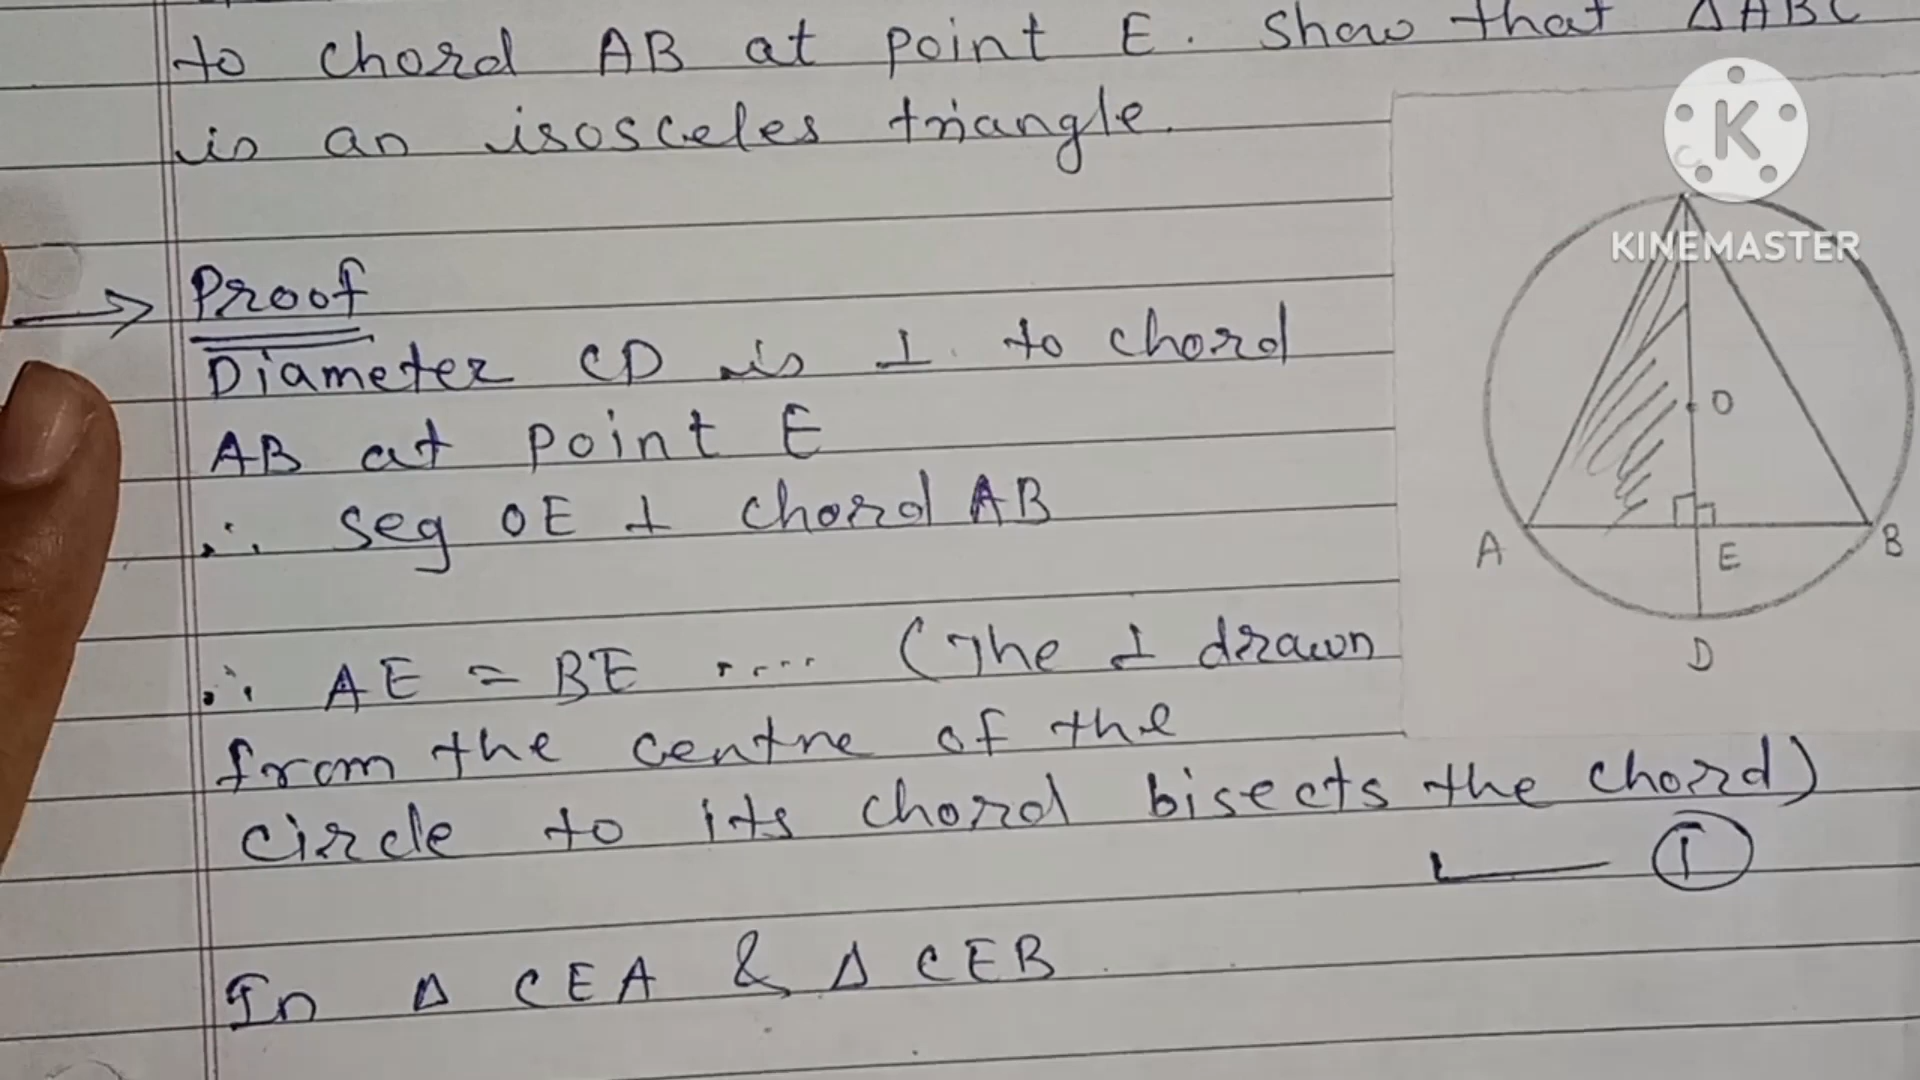 to chord AB at point E. Show that ΔABC
is an isosceles triangle.
Proof
Diameter CD is ⊥ to chord
AB at point E
∴ seg OE ⊥ chord AB
∴ AE = BE .... (The ⊥ drawn
from the centre of the
circle to its chord bisects the chord)
I
In Δ CEA & Δ CEB
K
KINEMASTER
C
O
A
E
B
D